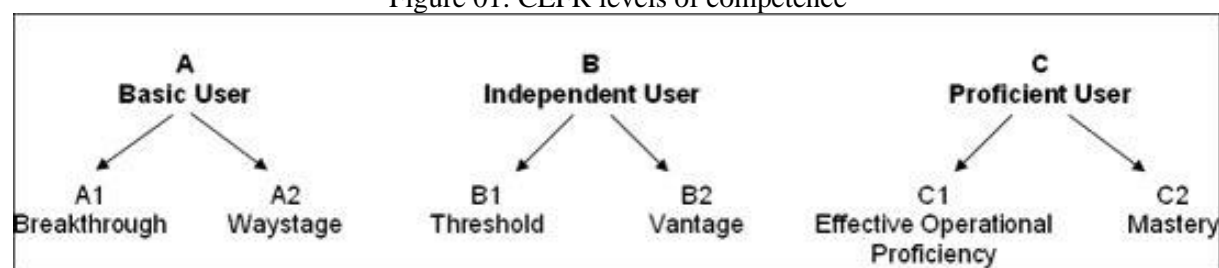 Figure 01: CEFR levels of competence
A
Basic User
A1
Breakthrough
A2
Waystage
B
Independent User
B1
Threshold
B2
Vantage
C
Proficient User
C1
Effective Operational
Proficiency
C2
Mastery